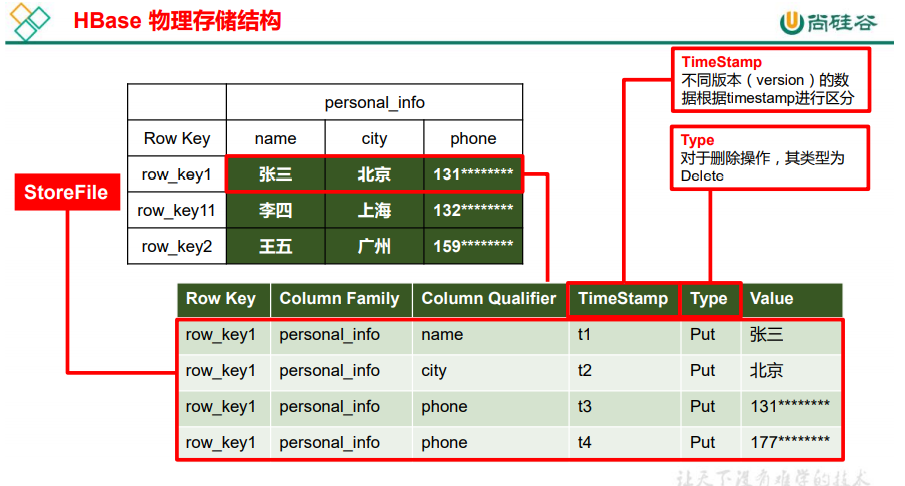 HBase 物理存储结构
尚硅谷
TimeStamp
不同版本（version）的数
据根据timestamp进行区分
Type
对于删除操作，其类型为
Delete
StoreFile
personal_info
Row Key name city phone
row_key1 张三 北京 131********
row_key11 李四 上海 132********
row_key2 王五 广州 159********
Row Key Column Family Column Qualifier TimeStamp Type Value
row_key1 personal_info name t1 Put 张三
row_key1 personal_info city t2 Put 北京
row_key1 personal_info phone t3 Put 131********
row_key1 personal_info phone t4 Put 177********
让天下没有难学的技术